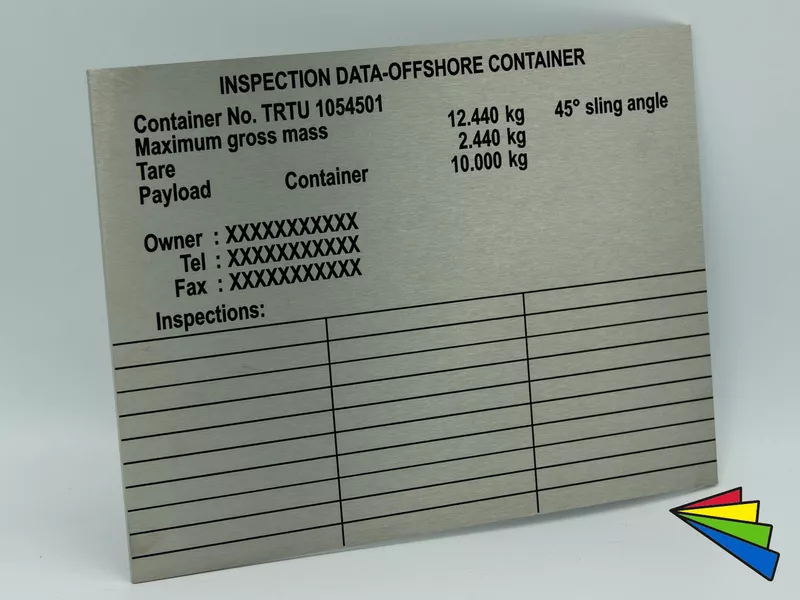 INSPECTION DATA-OFFSHORE CONTAINER
Container No. TRTU 1054501
Maximum gross mass 12.440 kg 45° sling angle
Tare 2.440 kg
Payload Container 10.000 kg
Owner : XXXXXXXXXXX
Tel : XXXXXXXXXXX
Fax : XXXXXXXXXXX
Inspections: